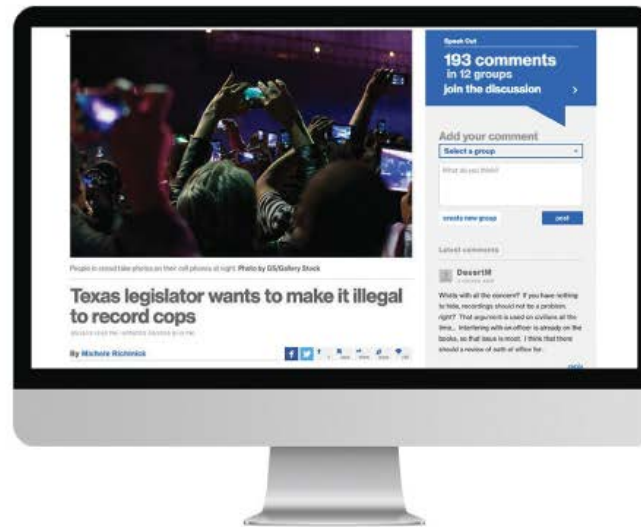 People in crowd take photos on their cell phones at night. Photo by GS/Gallery Stock
Texas legislator wants to make it illegal
to record cops
By Michele Richinick
Speak Out
193 comments
in 12 groups
join the discussion
Add your comment
Select a group
What do you think?
create new group
post
Latest comments
DesertM
Whats with all the concern? If you have nothing
to hide, recordings should not be a problem,
right? That argument is used on civilians all the
time.. Interfering with an officer is already on the
books, so that issue is moot. I think that there
should a review of oath of office for